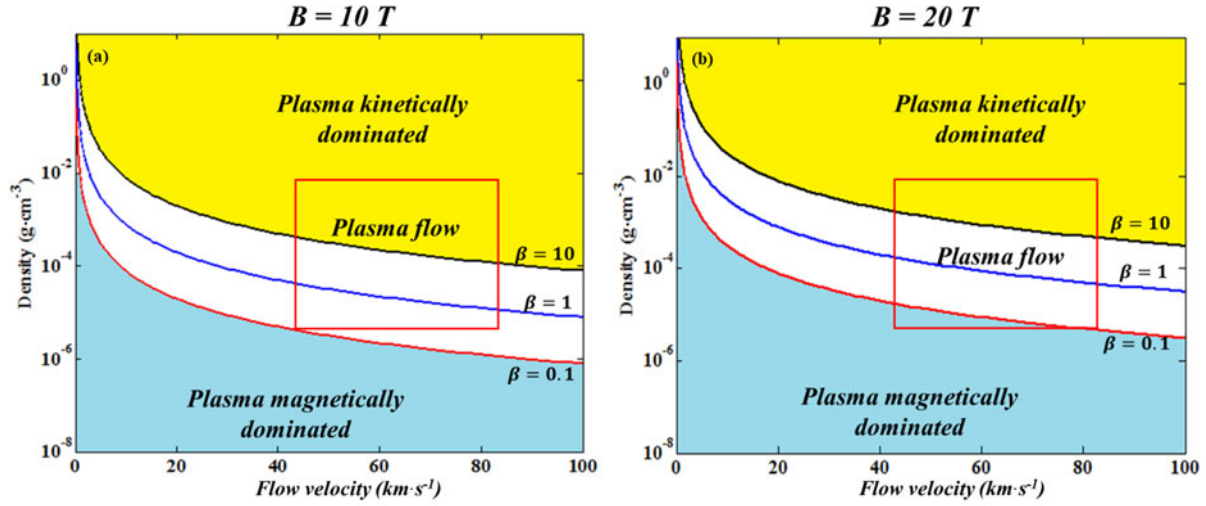 B = 10 T
(a)
10⁰
10⁻²
10⁻⁴
10⁻⁶
10⁻⁸
Density (g·cm⁻³)
Plasma kinetically
dominated
Plasma flow
β = 10
β = 1
β = 0.1
Plasma magnetically
dominated
0 20 40 60 80 100
Flow velocity (km·s⁻¹)
B = 20 T
(b)
10⁰
10⁻²
10⁻⁴
10⁻⁶
10⁻⁸
Density (g·cm⁻³)
Plasma kinetically
dominated
β = 10
Plasma flow
β = 1
β = 0.1
Plasma magnetically
dominated
0 20 40 60 80 100
Flow velocity (km·s⁻¹)